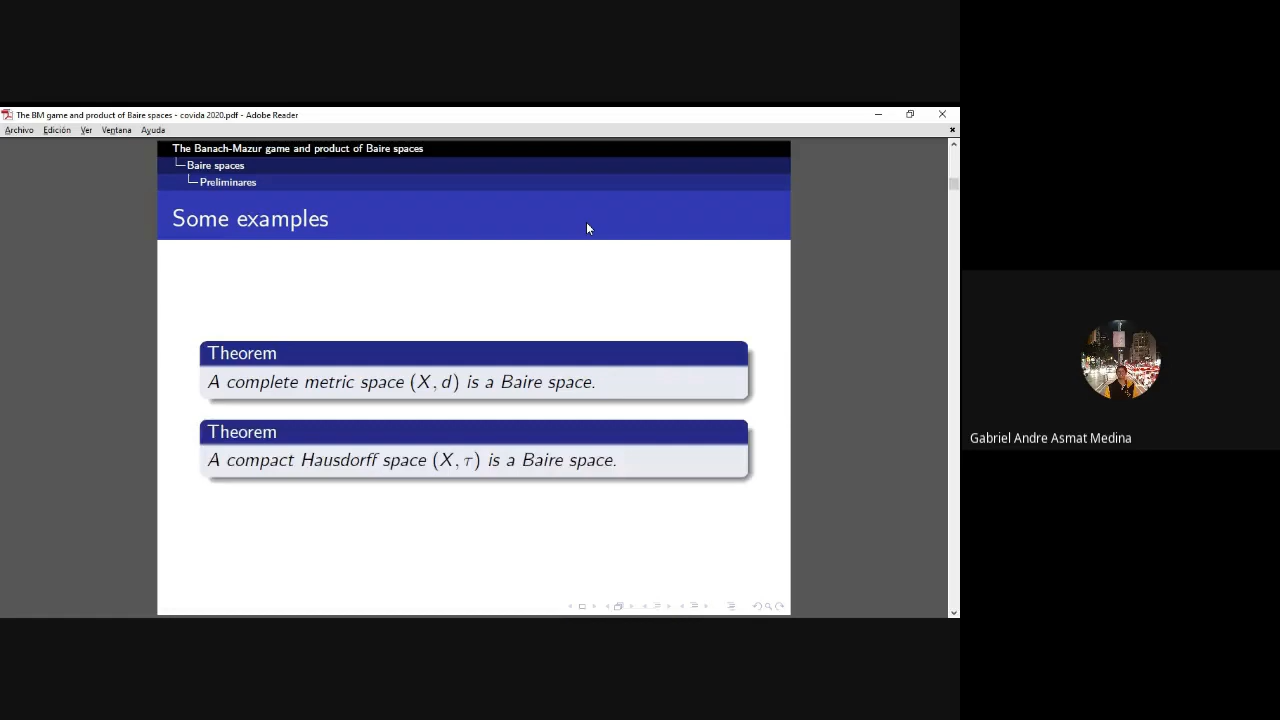 The BM game and product of Baire spaces - covida 2020.pdf - Adobe Reader
Archivo Edición Ver Ventana Ayuda
The Banach-Mazur game and product of Baire spaces
Baire spaces
Preliminares
Some examples
Theorem
A complete metric space (X, d) is a Baire space.
Theorem
A compact Hausdorff space (X, τ) is a Baire space.
Gabriel Andre Asmat Medina